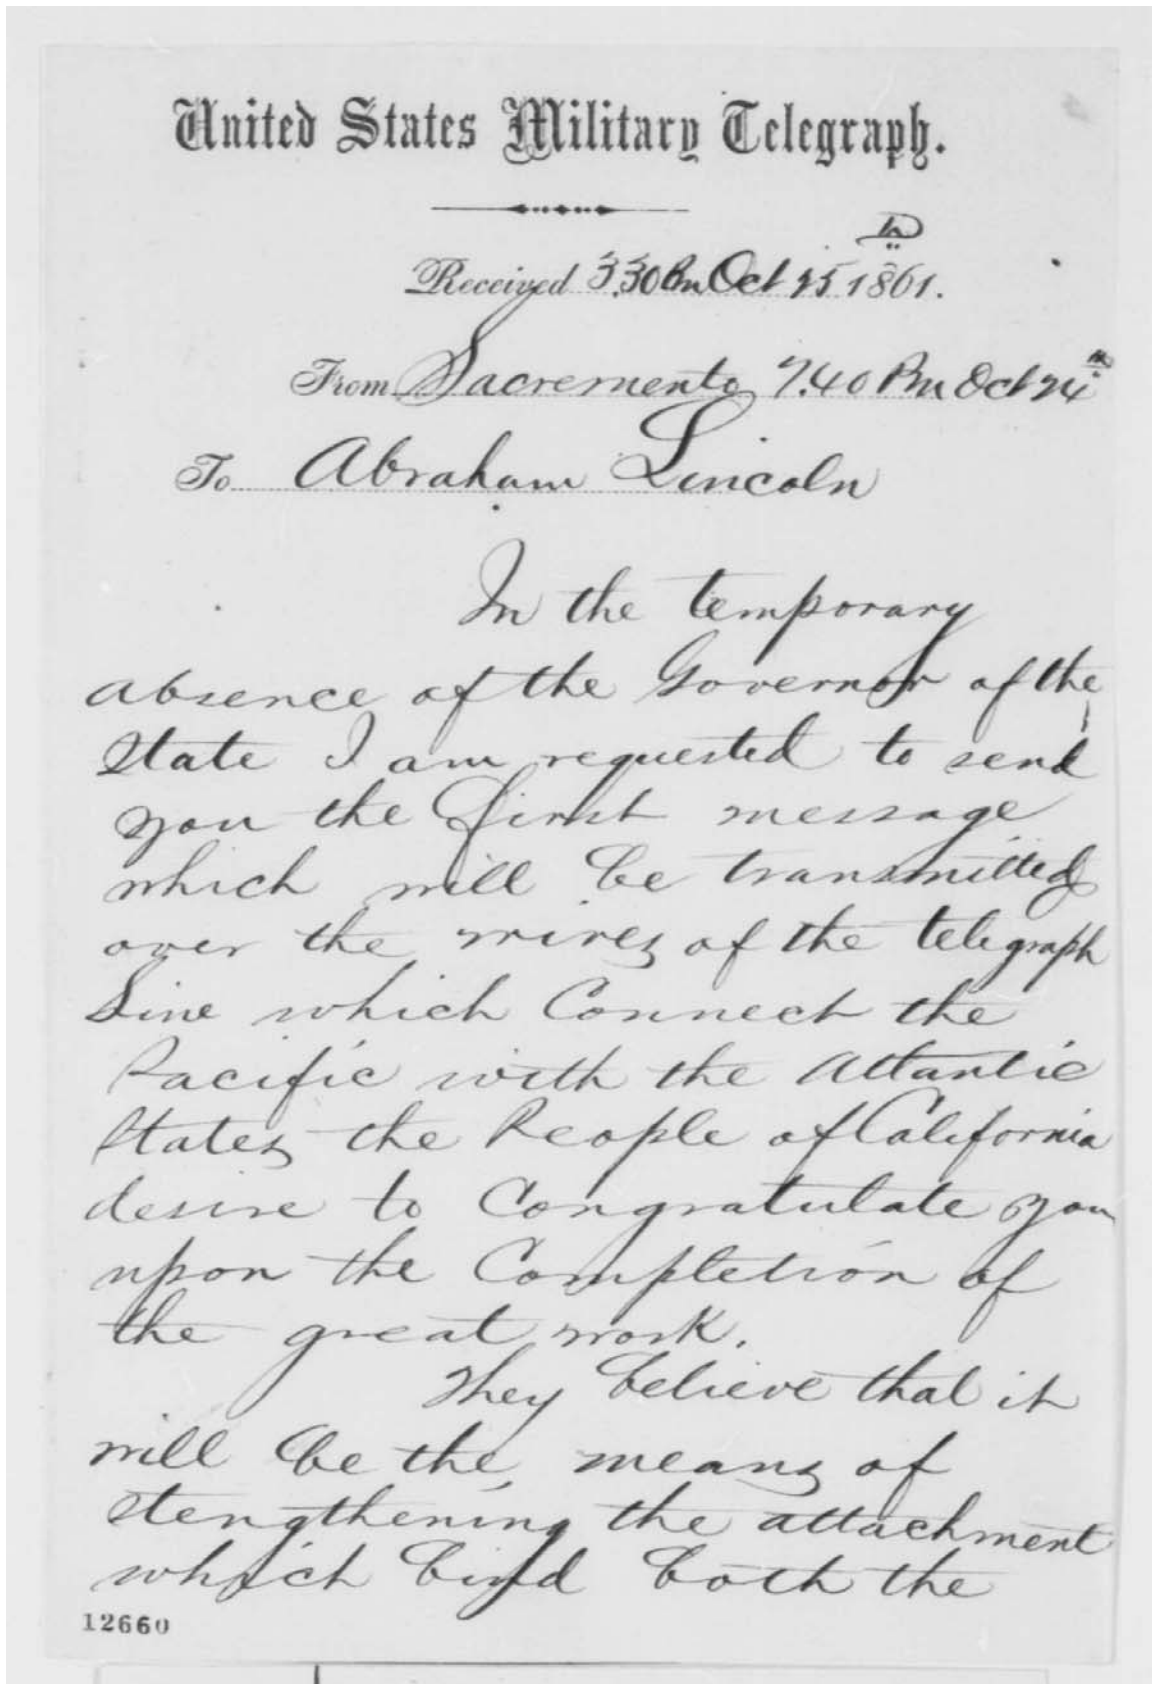 United States Military Telegraph.
Received 3.30 Pm Oct 25 1861.
From Sacremento 7.40 Pm Oct 24
To Abraham Lincoln
In the temporary
absence of the Governor of the
State I am requested to send
you the first message
which will be transmitted
over the wires of the telegraph
Line which Connect the
Pacific with the Atlantic
States the People of California
desire to Congratulate you
upon the Completion of
the great work.
They believe that it
will be the means of
stengthening the attachment
which bind both the
12660